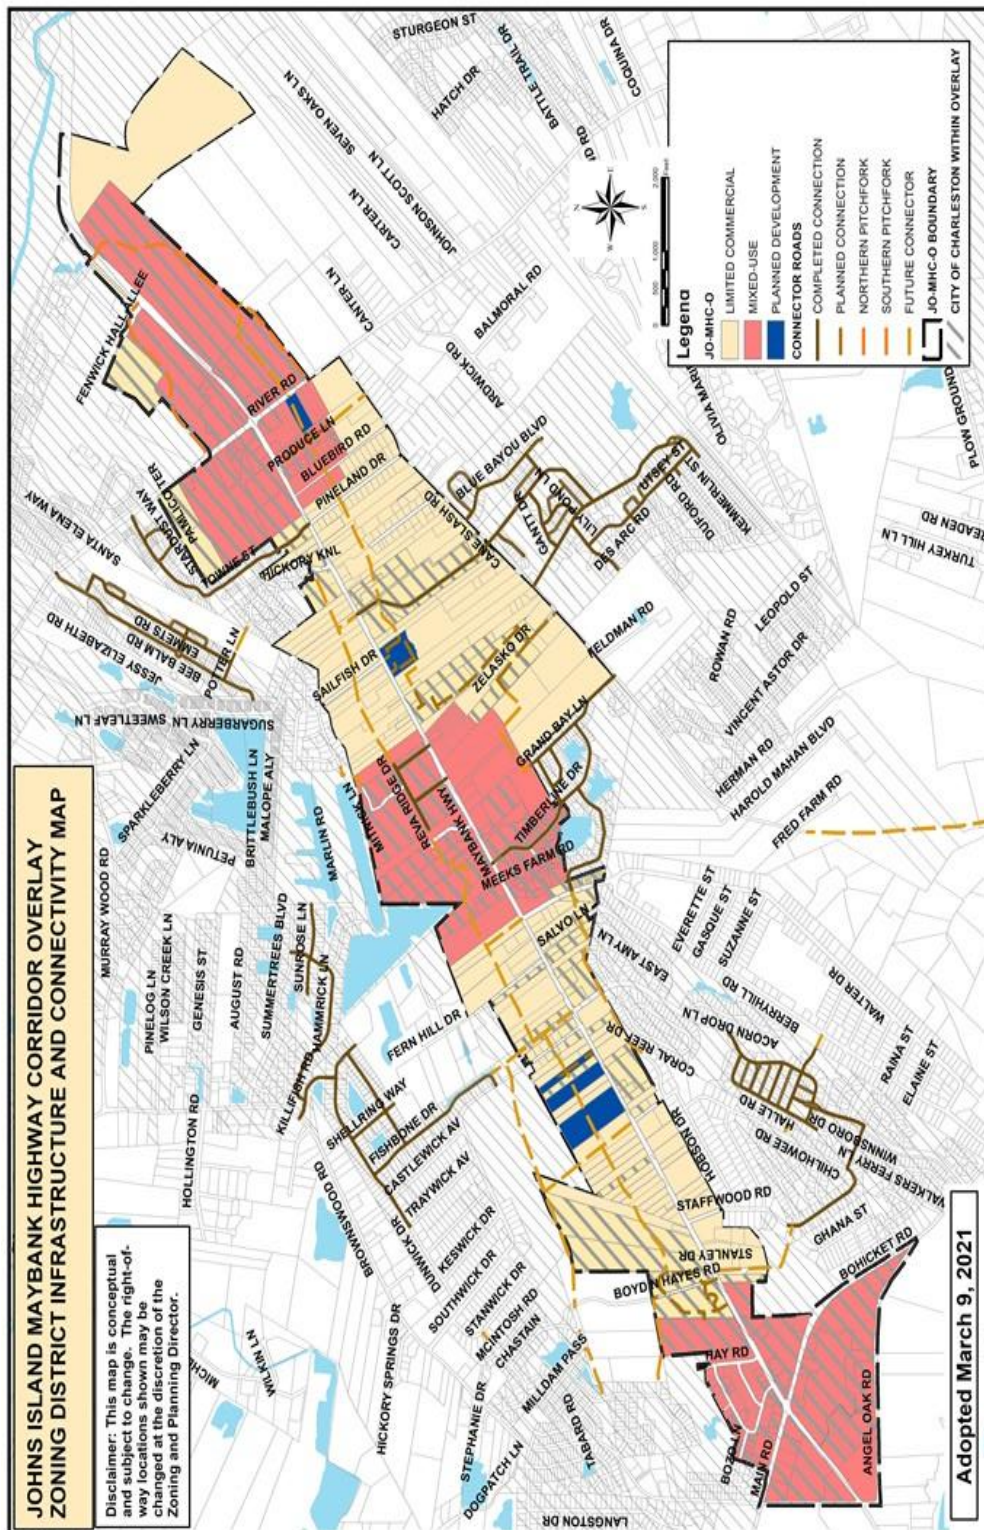 JOHNS ISLAND MAYBANK HIGHWAY CORRIDOR OVERLAY
ZONING DISTRICT INFRASTRUCTURE AND CONNECTIVITY MAP
Disclaimer: This map is conceptual
and subject to change. The right-of-
way locations shown may be
changed at the discretion of the
Zoning and Planning Director.
Adopted March 9, 2021
Legend
JO-MHC-O
LIMITED COMMERCIAL
MIXED-USE
PLANNED DEVELOPMENT
CONNECTOR ROADS
COMPLETED CONNECTION
PLANNED CONNECTION
NORTHERN PITCHFORK
SOUTHERN PITCHFORK
FUTURE CONNECTOR
JO-MHC-O BOUNDARY
CITY OF CHARLESTON WITHIN OVERLAY
0 500 1,000 2,000
Feet
N
E
S
W
MURRAY WOOD RD
PINELOG LN
WILSON CREEK LN
GENESIS ST
AUGUST RD
SUMMERTREES BLVD
SUNROSE LN
HAMMRICK LN
KILLIFISH RD
HOLLINGTON RD
SPARKLEBERRY LN
PETUNIA ALY
BRITTLEBUSH LN
MALOPE ALY
MARLIN RD
SUGARBERRY LN
SWEETLEAF LN
JESSY ELIZABETH RD
BEE BALM RD
EMMETS RD
POTTER LN
SANTA ELENA WAY
STARDUST WAY
PAMLICO TER
TOWNE ST
HICKORY KNL
FENWICK HALL ALLEE
RIVER RD
PRODUCE LN
BLUEBIRD RD
PINELAND DR
CANE SLASH RD
BLUE BAYOU BLVD
GANTT DR
LILYPOND LN
DES ARC RD
UTSEY ST
DUFORD RD
KEMMERLIN ST
SAILFISH DR
ZELASKO DR
FELDMAN RD
GRAND BAY LN
TIMBERLINE DR
MEEKS FARM RD
MAYBANK HWY
REVA RIDGE DR
MINNICK LN
SALVO LN
EAST AMY LN
CORAL REEF DR
HOBSON DR
STAFFWOOD RD
STANLEY DR
BOYD N HAYES RD
FERN HILL DR
SHELLRING WAY
FISHBONE DR
CASTLEWICK AV
TRAYWICK AV
DUNWICK DR
BROWNSWOOD RD
KESWICK DR
SOUTHWICK DR
STANWICK DR
MCINTOSH RD
CHASTAIN
MILLDAM PASS
TABARD RD
STEPHANIE DR
DOGPATCH LN
LANGSTON DR
HICKORY SPRINGS DR
WILKIN LN
HAY RD
BOZO LN
MAIN RD
ANGEL OAK RD
BOHICKET RD
GHANA ST
WINNSBORO DR
CHILHOWEE RD
HALLE RD
ACORN DROP LN
BERRYHILL RD
WALTER DR
RAINA ST
ELAINE ST
EVERETTE ST
GASQUE ST
SUZANNE ST
FRED FARM RD
HAROLD MAHAN BLVD
HERMAN RD
VINCENT ASTOR DR
LEOPOLD ST
ROWAN RD
TURKEY HILL LN
PLOW GROUND
OLIVIA MARI
ARDWICK RD
BALMORAL RD
CANTER LN
CARTER LN
JOHNSON SCOTT LN
SEVEN OAKS LN
HATCH DR
STURGEON ST
BATTLE TRAIL DR
COQUINA DR